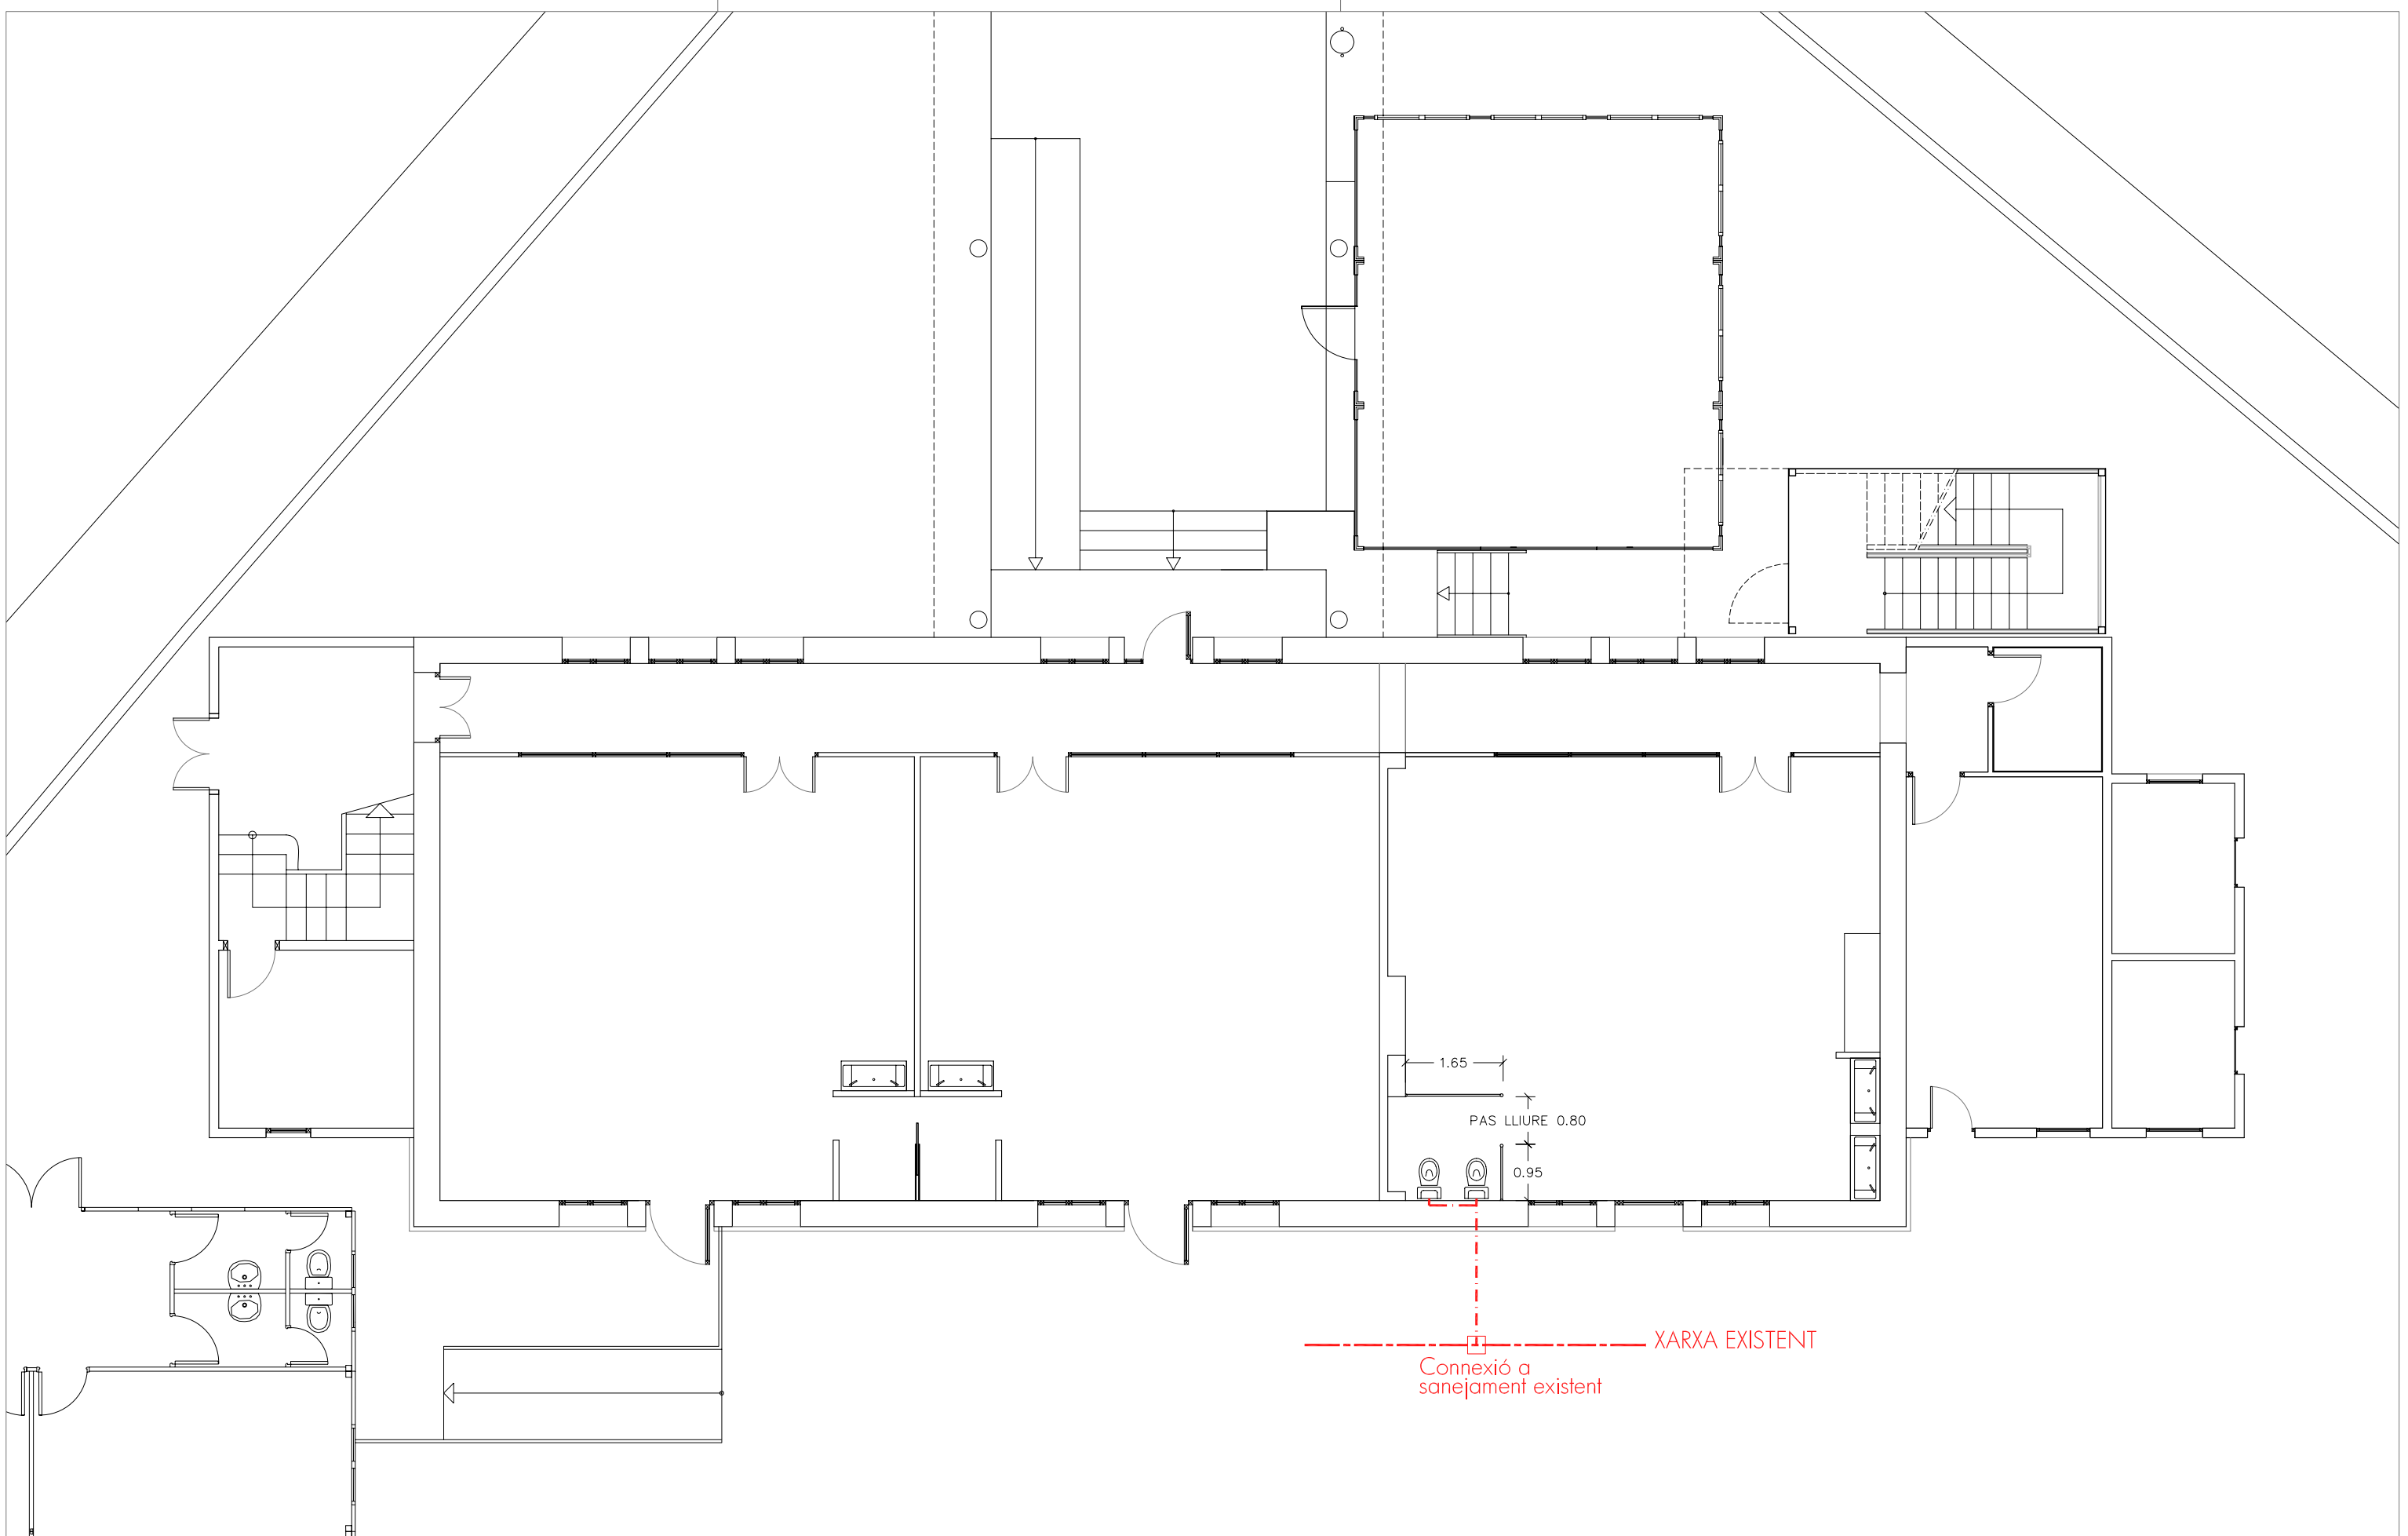 1.65
PAS LLIURE 0.80
0.95
XARXA EXISTENT
Connexió a
sanejament existent